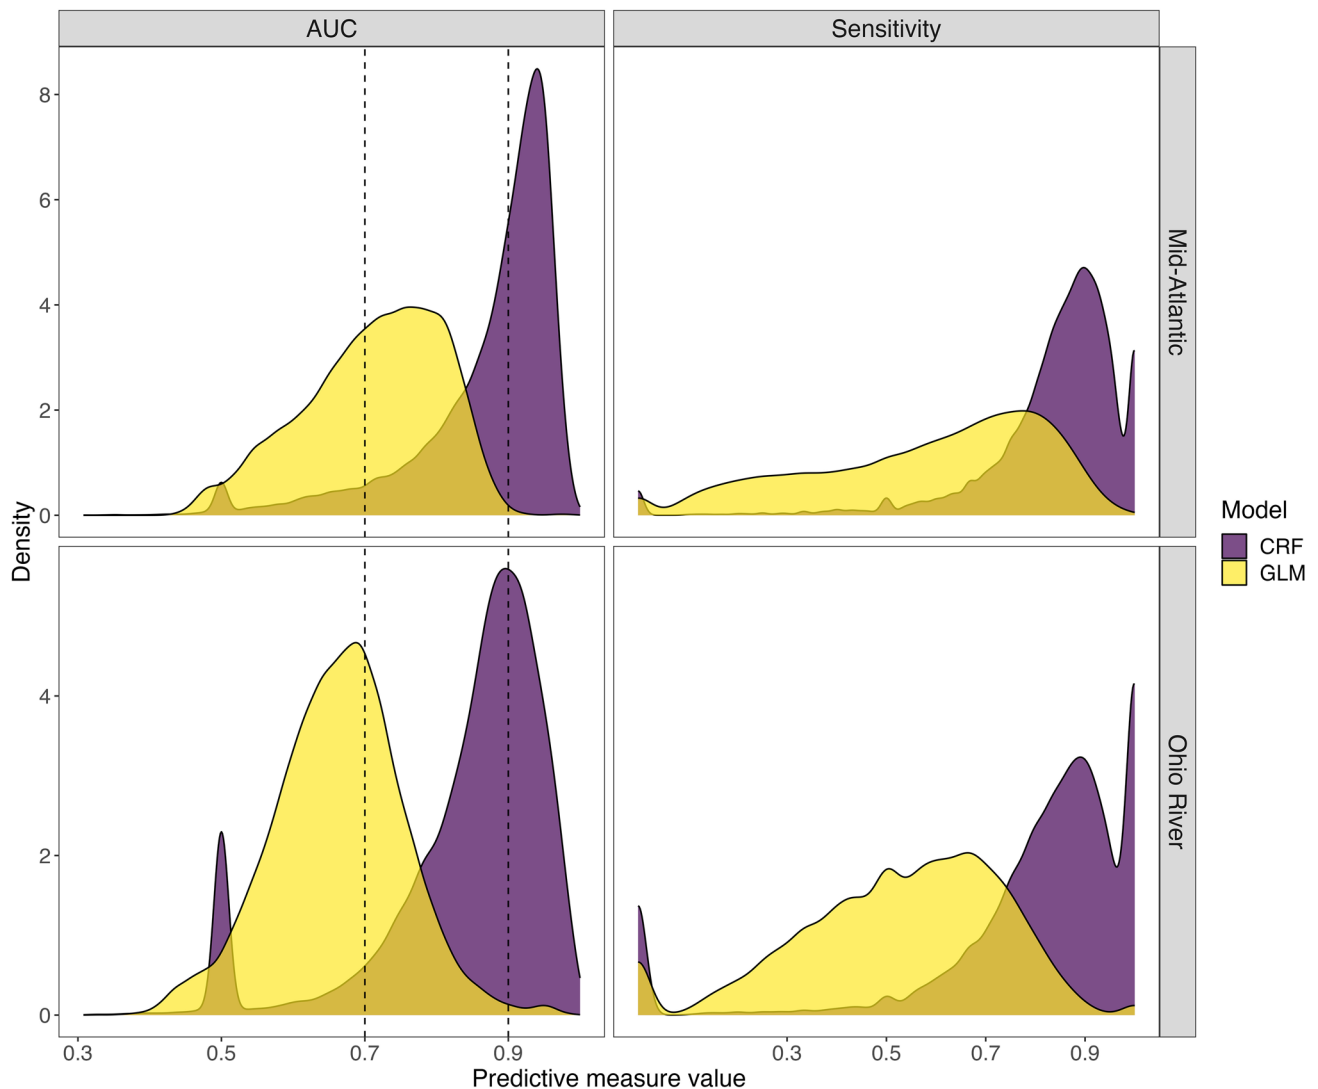 AUC
Sensitivity
8
6
4
2
0
Mid-Atlantic
Density
4
2
0
Ohio River
0.3 0.5 0.7 0.9
0.3 0.5 0.7 0.9
Predictive measure value
Model
CRF
GLM